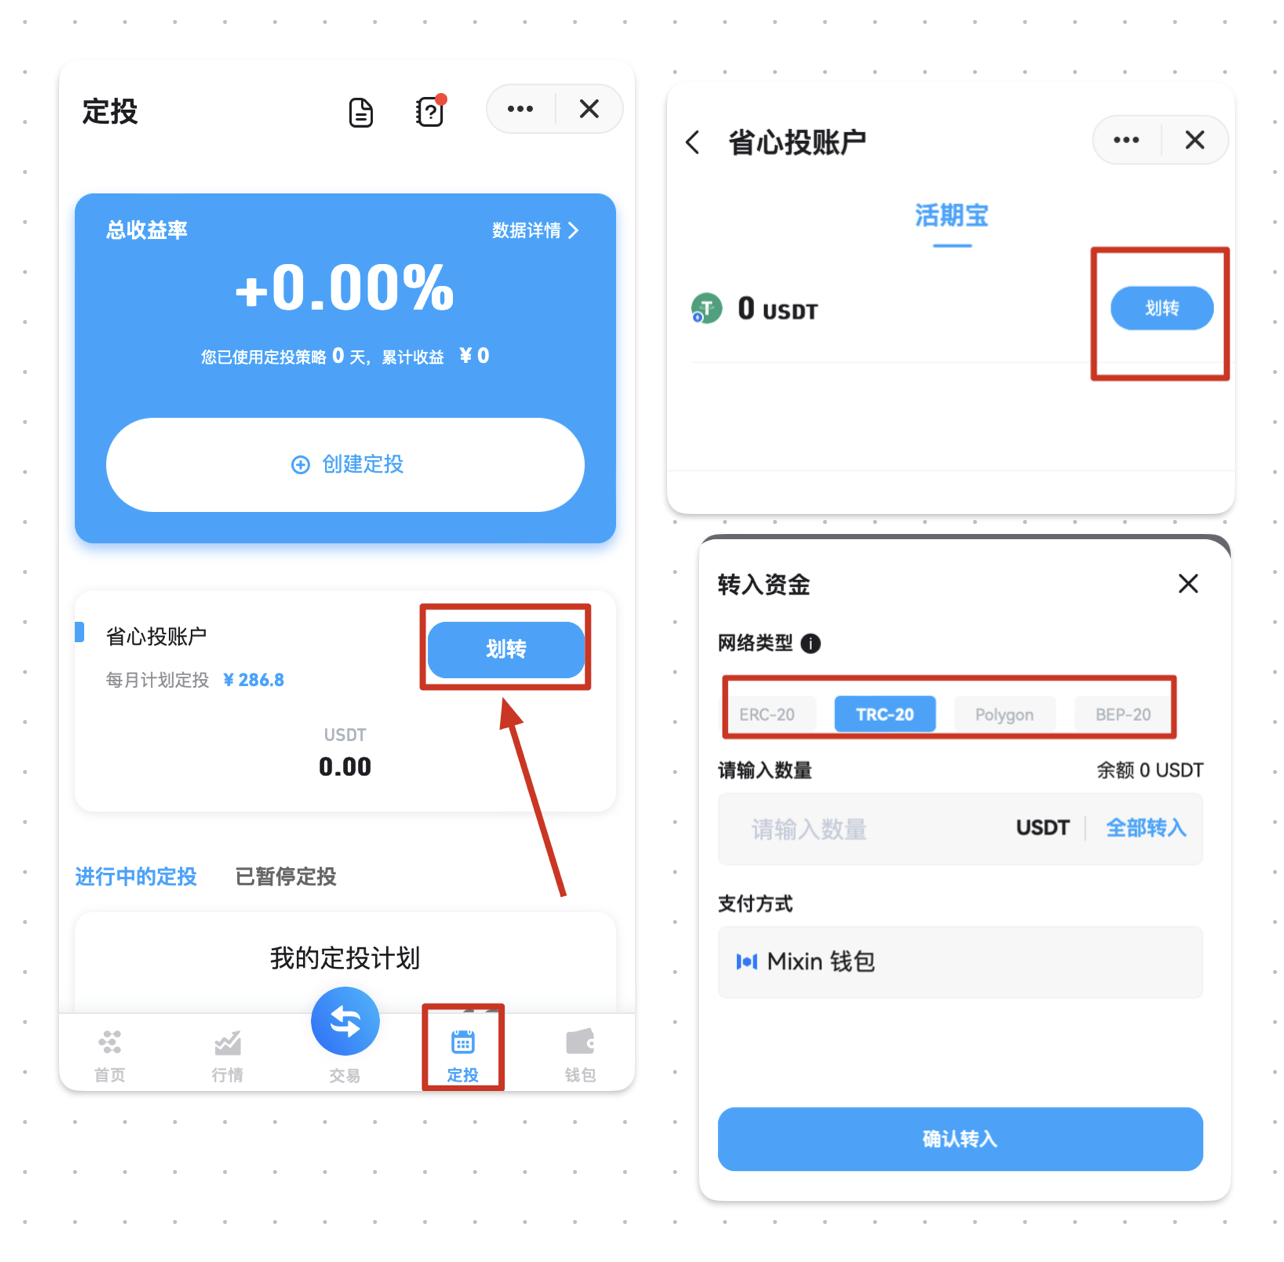 定投
总收益率
数据详情
+0.00%
您已使用定投策略 0 天，累计收益 ¥ 0
创建定投
省心投账户
划转
每月计划定投 ¥ 286.8
USDT
0.00
进行中的定投 已暂停定投
我的定投计划
首页 行情 交易 定投 钱包
省心投账户
活期宝
0 USDT
划转
转入资金
网络类型
ERC-20 TRC-20 Polygon BEP-20
请输入数量 余额 0 USDT
请输入数量 USDT 全部转入
支付方式
Mixin 钱包
确认转入